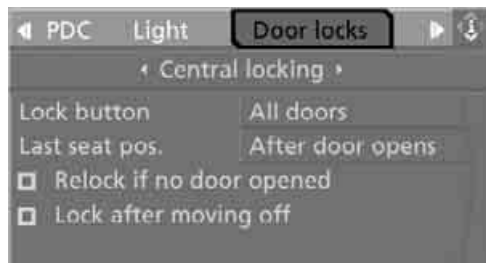 PDC Light Door locks
Central locking
Lock button All doors
Last seat pos. After door opens
Relock if no door opened
Lock after moving off